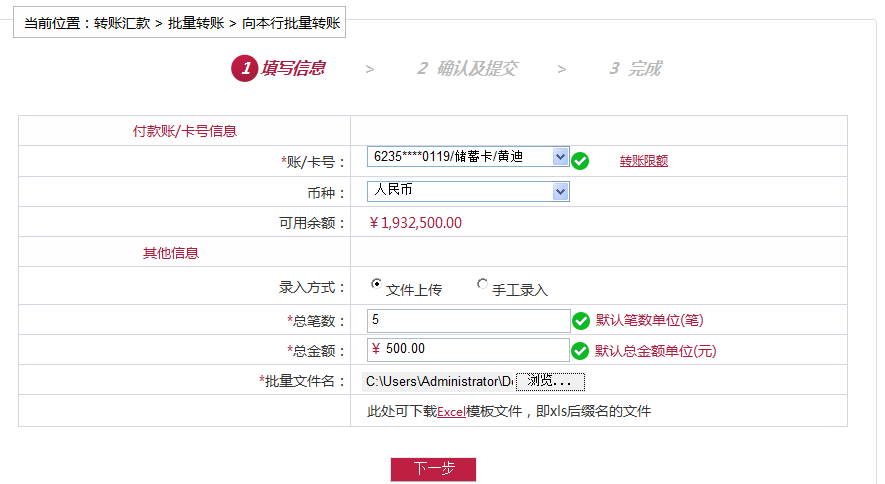 当前位置：转账汇款 > 批量转账 > 向本行批量转账
1 填写信息 > 2 确认及提交 > 3 完成
付款账/卡号信息
*账/卡号： 6235****0119/储蓄卡/黄迪 转账限额
币种： 人民币
可用余额： ￥1,932,500.00
其他信息
录入方式： 文件上传 手工录入
*总笔数： 5 默认笔数单位(笔)
*总金额： ￥ 500.00 默认总金额单位(元)
*批量文件名： C:\Users\Administrator\D 浏览...
此处可下载Excel模板文件，即xls后缀名的文件
下一步